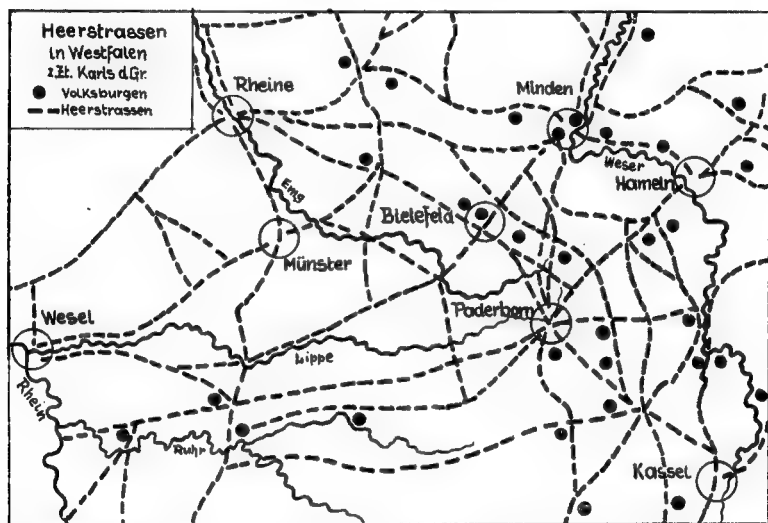 Heerstrassen
in Westfalen
z.Zt. Karls d.Gr.
Volksburgen
Heerstrassen
Rheine
Minden
Weser
Hameln
Ems
Bielefeld
Münster
Wesel
Paderborn
Lippe
Rhein
Ruhr
Kassel